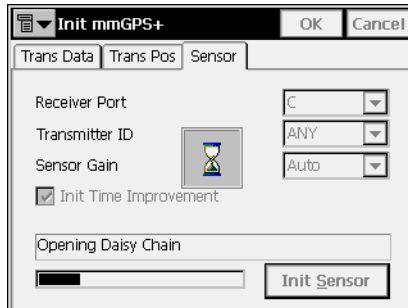 Init mmGPS+ OK Cancel
Trans Data Trans Pos Sensor
Receiver Port C
Transmitter ID ANY
Sensor Gain Auto
Init Time Improvement
Opening Daisy Chain
Init Sensor